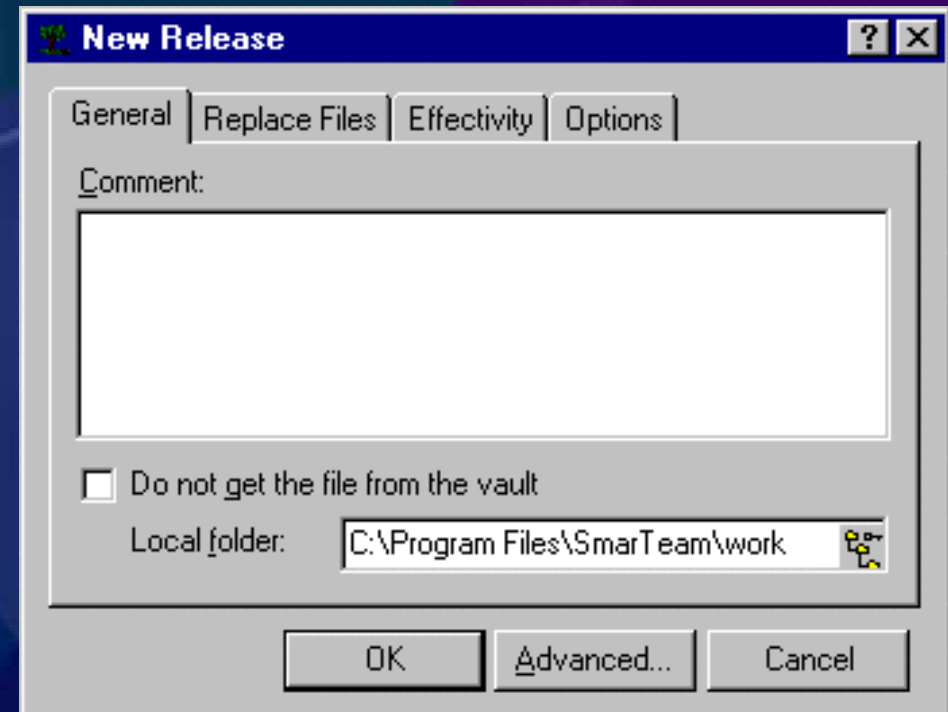 New Release
General Replace Files Effectivity Options
Comment:
Do not get the file from the vault
Local folder: C:\Program Files\SmarTeam\work
OK Advanced... Cancel